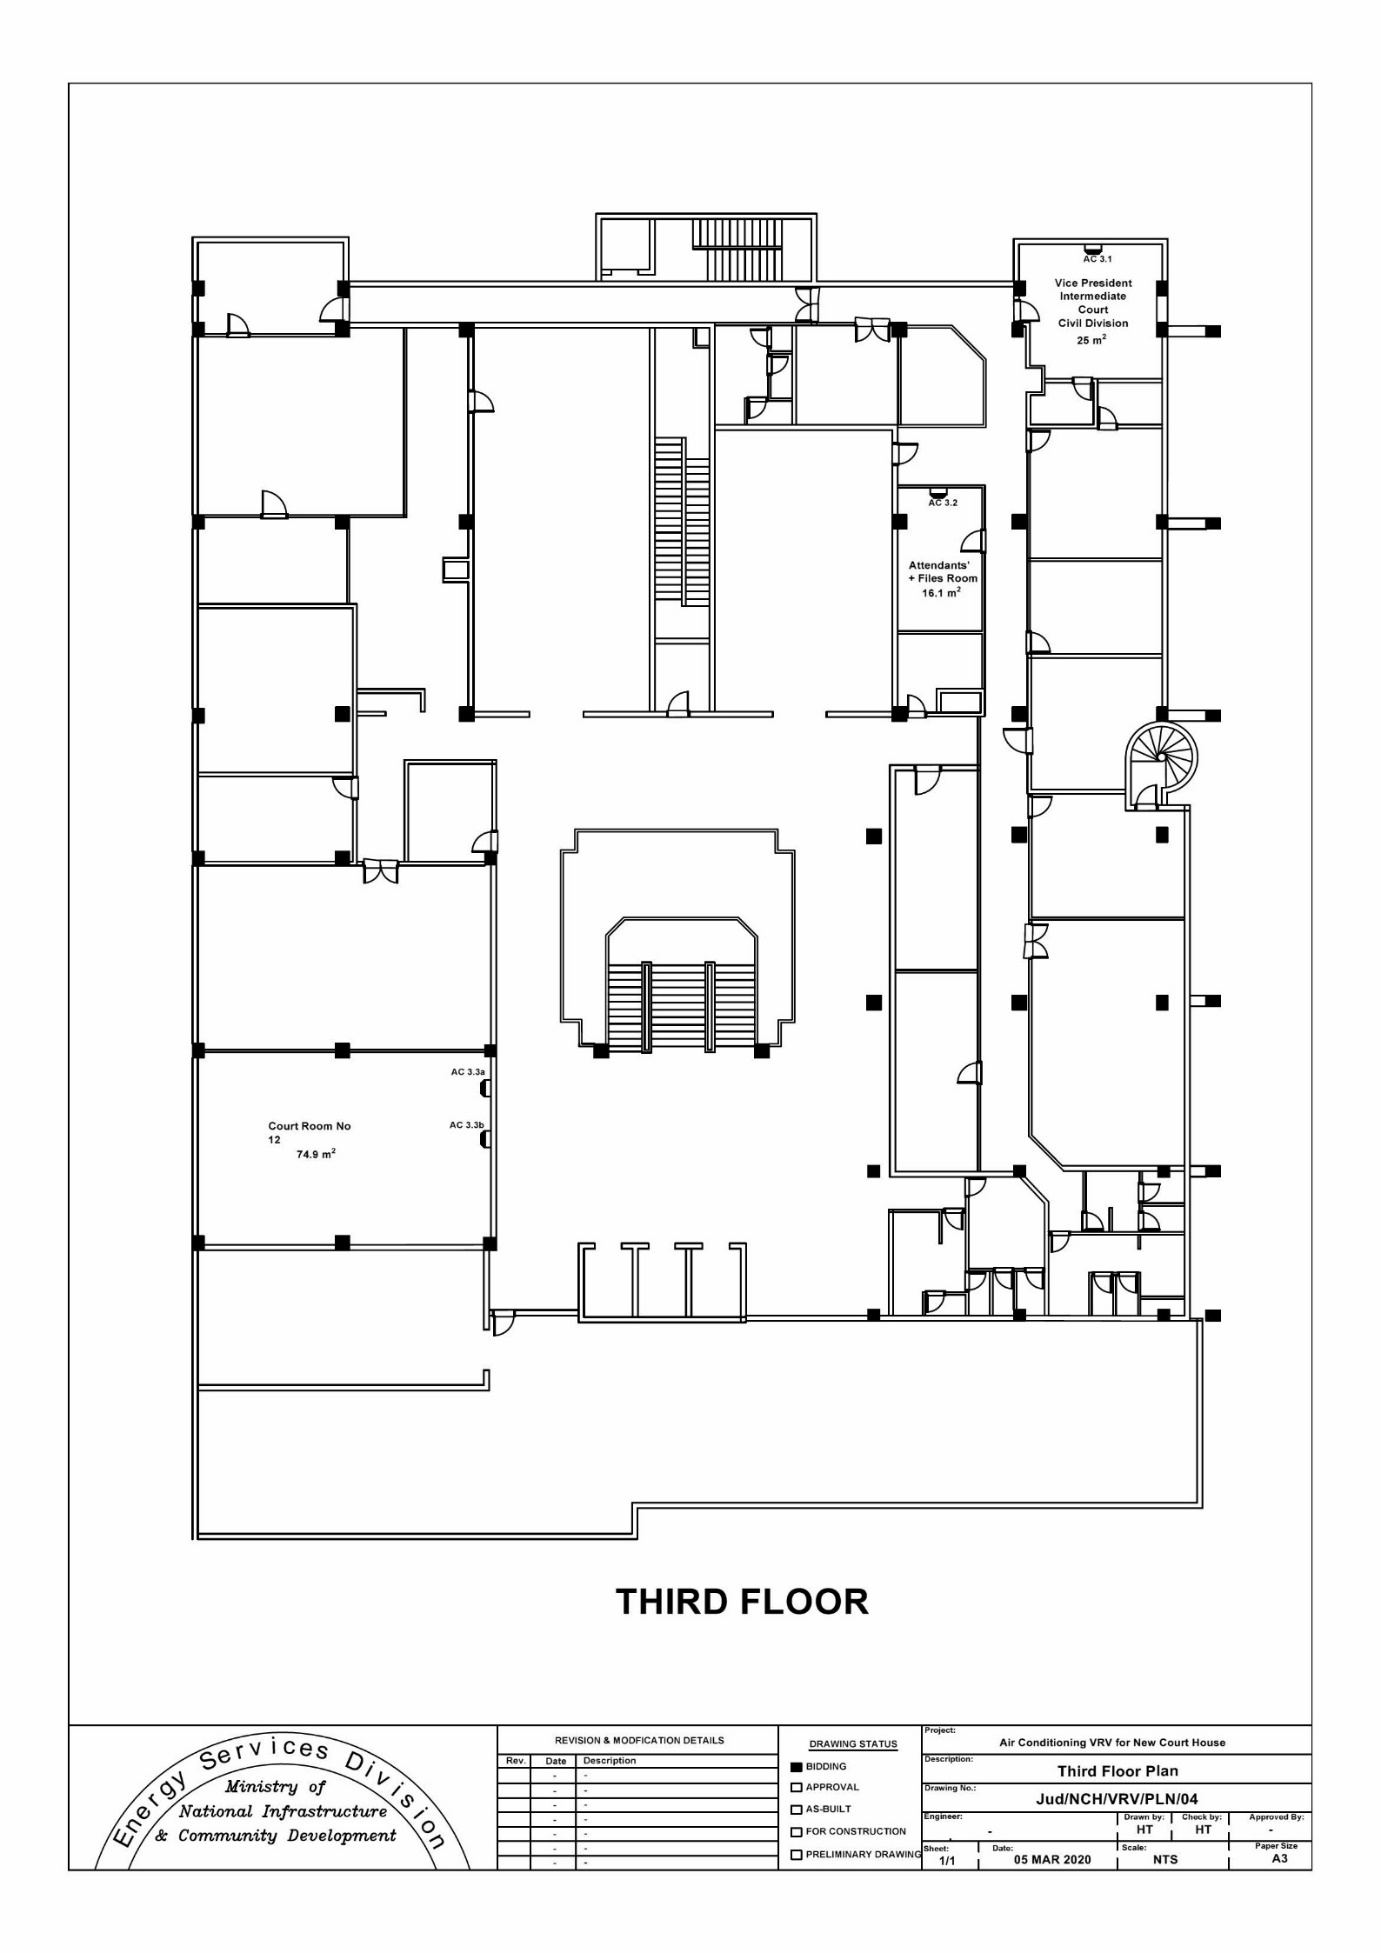 AC 3.1
Vice President
Intermediate
Court
Civil Division
25 m²
AC 3.2
Attendants'
+ Files Room
16.1 m²
AC 3.3a
AC 3.3b
Court Room No
12
74.9 m²
THIRD FLOOR
Energy Services Division
Ministry of
National Infrastructure
& Community Development
REVISION & MODFICATION DETAILS
Rev. Date Description
- -
- -
- -
- -
- -
- -
- -
DRAWING STATUS
BIDDING
APPROVAL
AS-BUILT
FOR CONSTRUCTION
PRELIMINARY DRAWING
Project:
Air Conditioning VRV for New Court House
Description:
Third Floor Plan
Drawing No.:
Jud/NCH/VRV/PLN/04
Engineer: Drawn by: Check by: Approved By:
. - HT HT -
Sheet: Date: Scale: Paper Size
1/1 05 MAR 2020 NTS A3